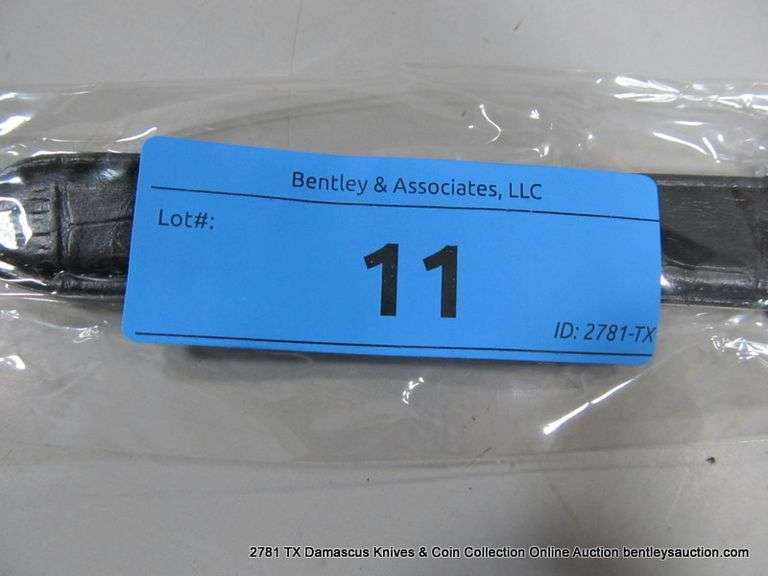 Bentley & Associates, LLC
Lot#:
11
ID: 2781-TX
2781 TX Damascus Knives & Coin Collection Online Auction bentleysauction.com